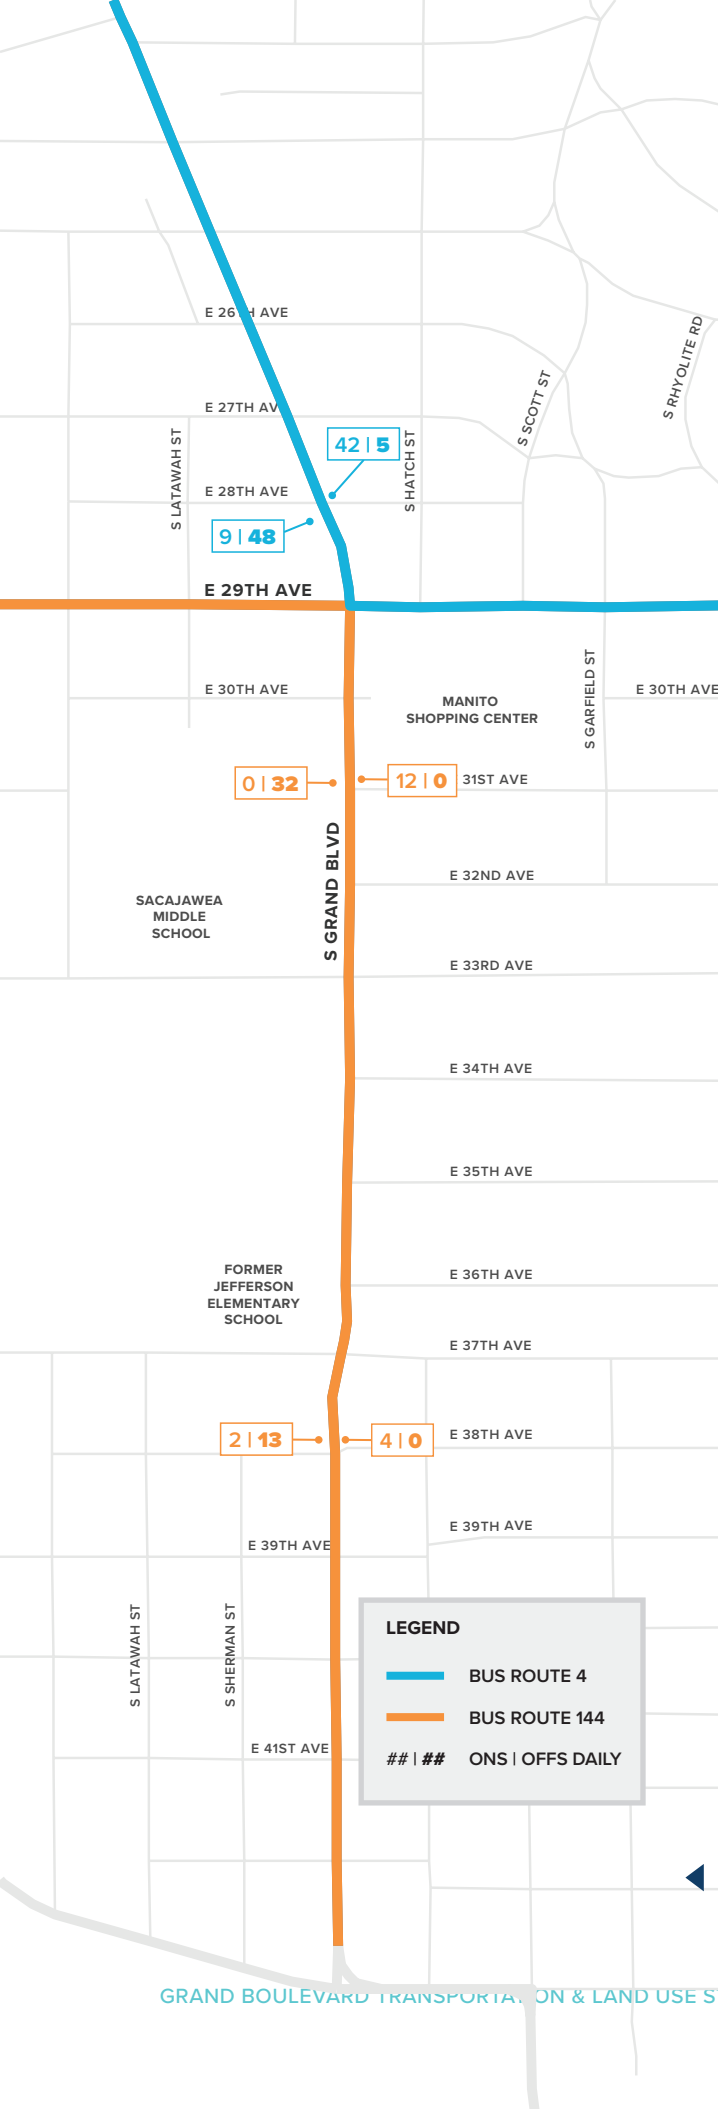 E 26TH AVE
S RHYOLITE RD
S SCOTT ST
E 27TH AVE
42 | 5
S LATAWAH ST
S HATCH ST
E 28TH AVE
9 | 48
E 29TH AVE
S GARFIELD ST
E 30TH AVE
E 30TH AVE
MANITO
SHOPPING CENTER
0 | 32
12 | 0
31ST AVE
S GRAND BLVD
E 32ND AVE
SACAJAWEA
MIDDLE
SCHOOL
E 33RD AVE
E 34TH AVE
E 35TH AVE
FORMER
JEFFERSON
ELEMENTARY
SCHOOL
E 36TH AVE
E 37TH AVE
2 | 13
4 | 0
E 38TH AVE
E 39TH AVE
E 39TH AVE
S LATAWAH ST
S SHERMAN ST
LEGEND
BUS ROUTE 4
BUS ROUTE 144
## | ## ONS | OFFS DAILY
E 41ST AVE
GRAND BOULEVARD TRANSPORTATION & LAND USE S